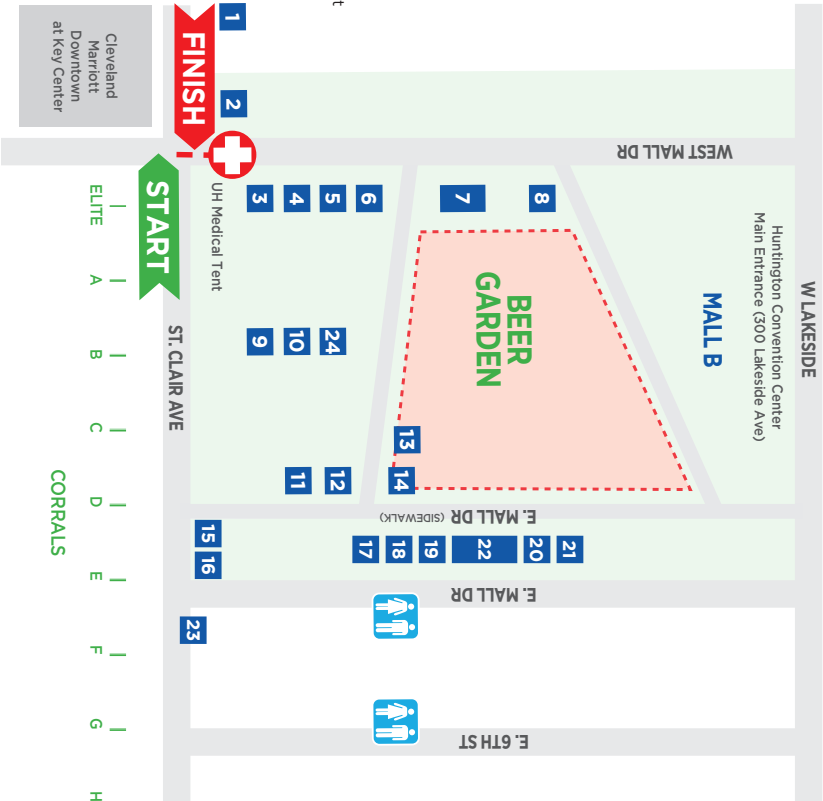 t
1
FINISH
Cleveland
Marriott
Downtown
at Key Center
2
WEST MALL DR
UH Medical Tent
START
3
4
5
6
7
8
Huntington Convention Center
Main Entrance (300 Lakeside Ave)
MALL B
W LAKESIDE
BEER
GARDEN
ST. CLAIR AVE
9
10
24
13
14
11
12
E. MALL DR (SIDEWALK)
15
16
17
18
19
22
20
21
E. MALL DR
23
E. 6TH ST
CORRALS
ELITE
A
B
C
D
E
F
G
H